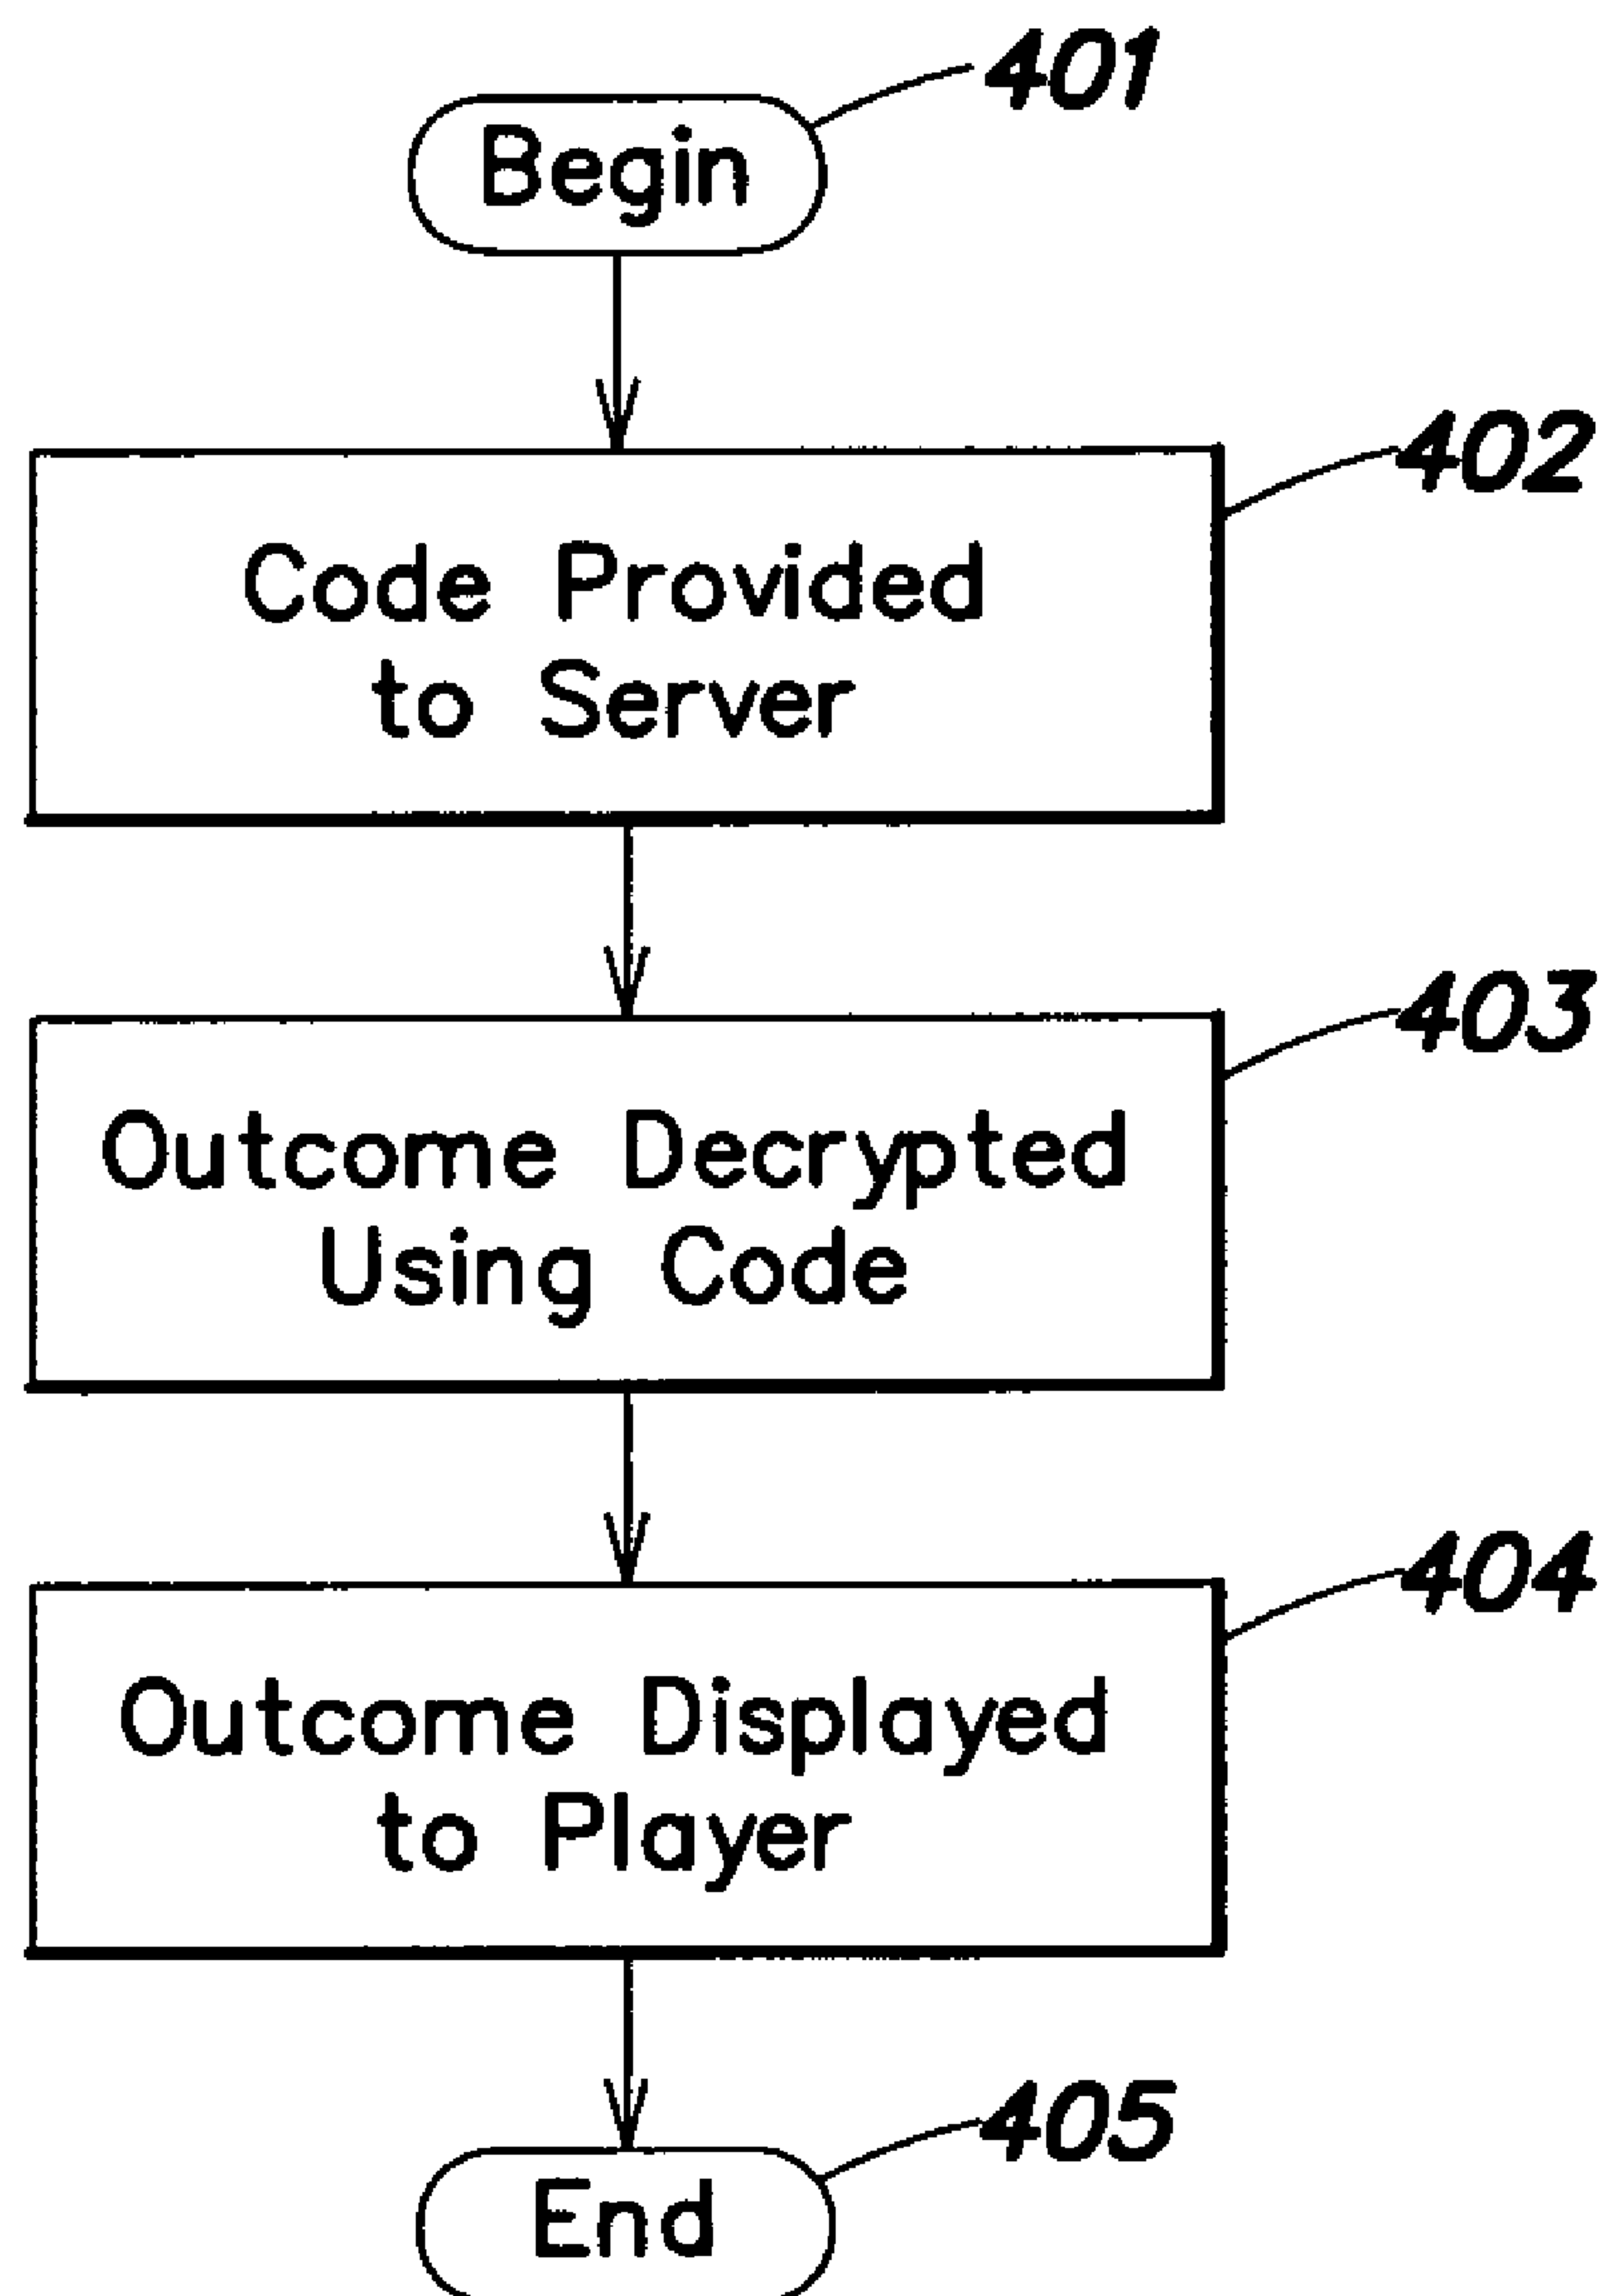 401
Begin
402
Code Provided
to Server
403
Outcome Decrypted
Using Code
404
Outcome Displayed
to Player
405
End